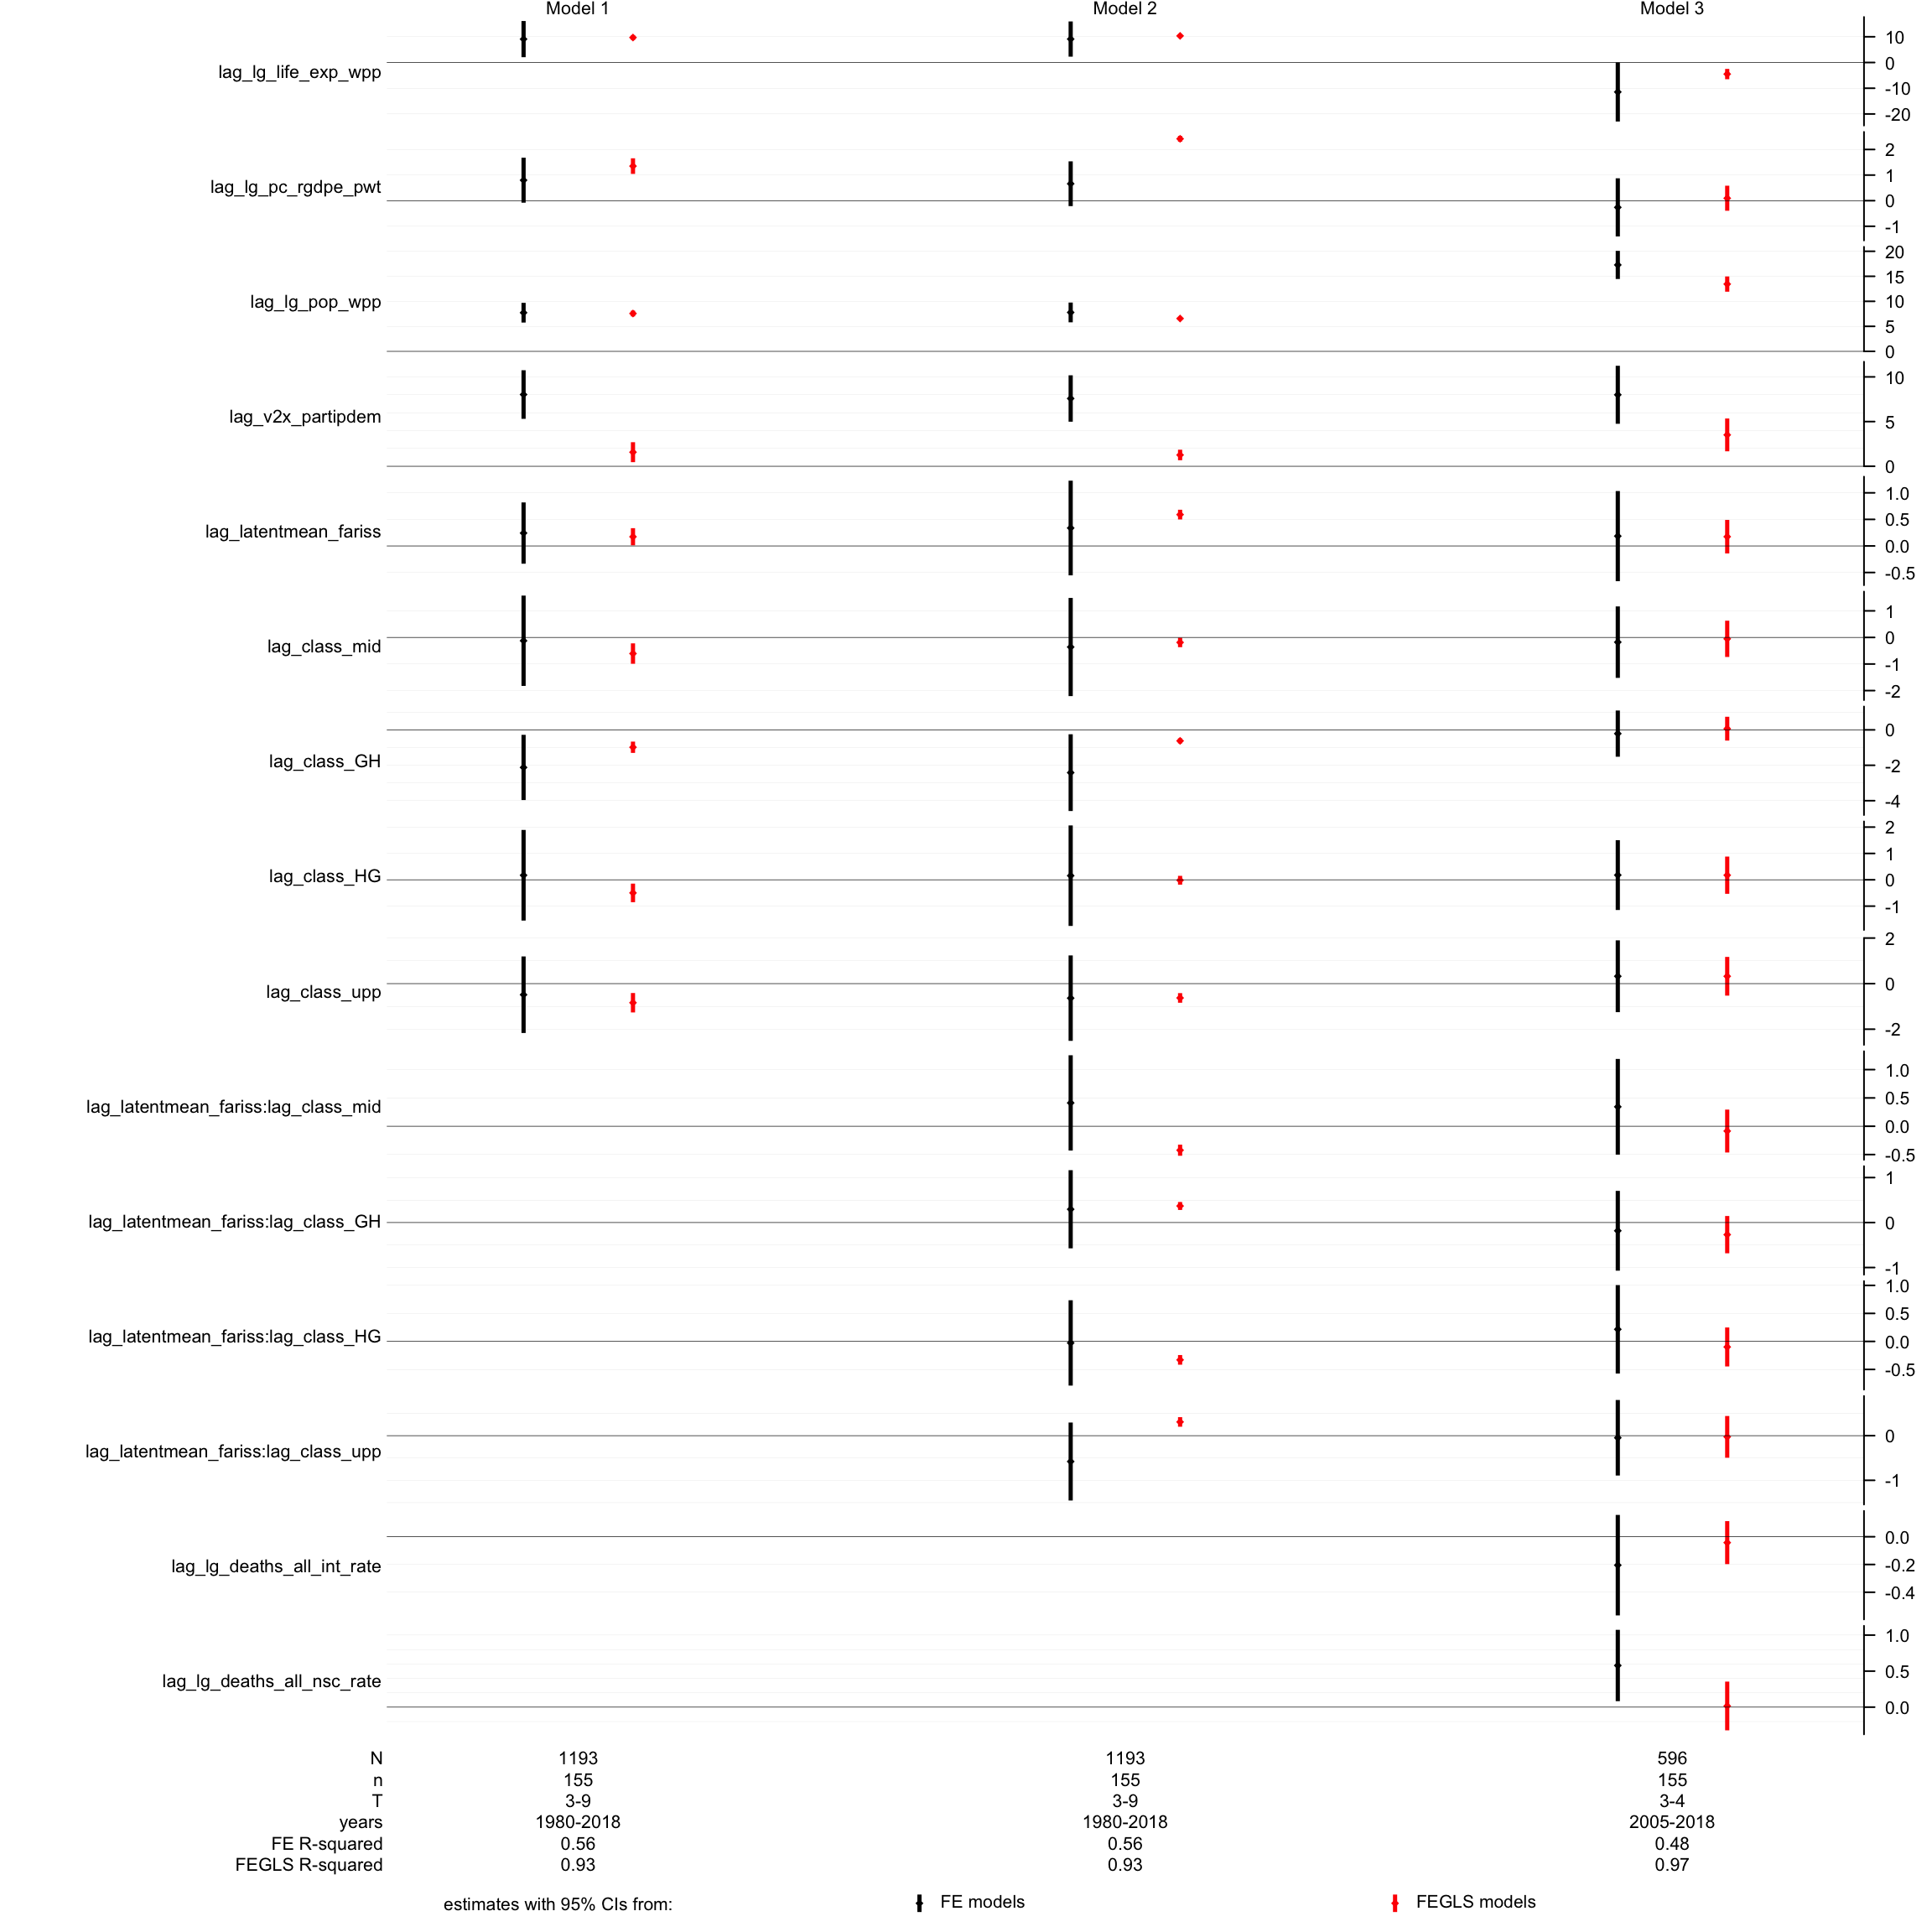 Model 1 Model 2 Model 3
lag_lg_life_exp_wpp
10
0
-10
-20
lag_lg_pc_rgdpe_pwt
2
1
0
-1
lag_lg_pop_wpp
20
15
10
5
0
lag_v2x_partipdem
10
5
0
lag_latentmean_fariss
1.0
0.5
0.0
-0.5
lag_class_mid
1
0
-1
-2
lag_class_GH
0
-2
-4
lag_class_HG
2
1
0
-1
lag_class_upp
2
0
-2
lag_latentmean_fariss:lag_class_mid
1.0
0.5
0.0
-0.5
lag_latentmean_fariss:lag_class_GH
1
0
-1
lag_latentmean_fariss:lag_class_HG
1.0
0.5
0.0
-0.5
lag_latentmean_fariss:lag_class_upp
0
-1
lag_lg_deaths_all_int_rate
0.0
-0.2
-0.4
lag_lg_deaths_all_nsc_rate
1.0
0.5
0.0
N 1193 1193 596
n 155 155 155
T 3-9 3-9 3-4
years 1980-2018 1980-2018 2005-2018
FE R-squared 0.56 0.56 0.48
FEGLS R-squared 0.93 0.93 0.97
estimates with 95% CIs from: FE models FEGLS models